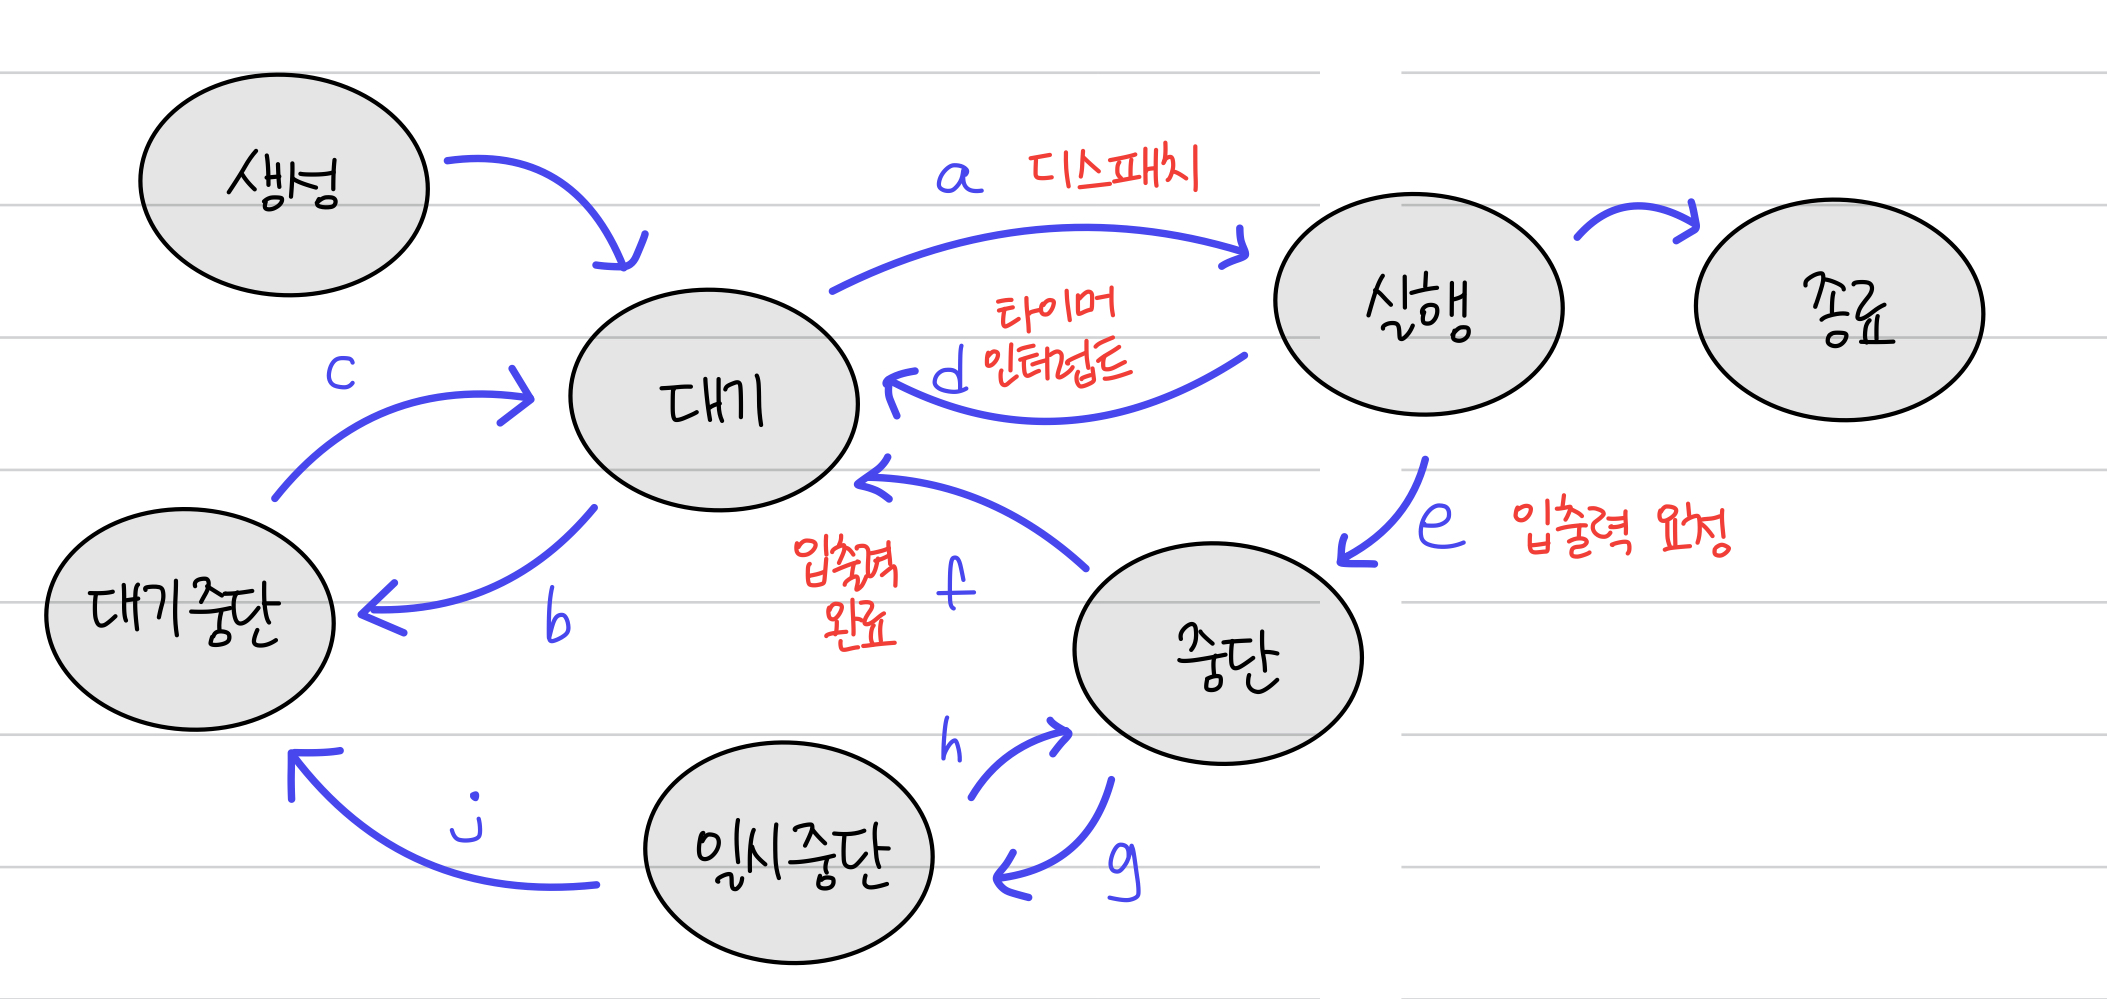 생성
a 디스패치
실행
종료
타이머
d 인터럽트
c
대기
e 입출력 요청
입출력
완료
f
대기중단
b
중단
h
j
일시중단
g